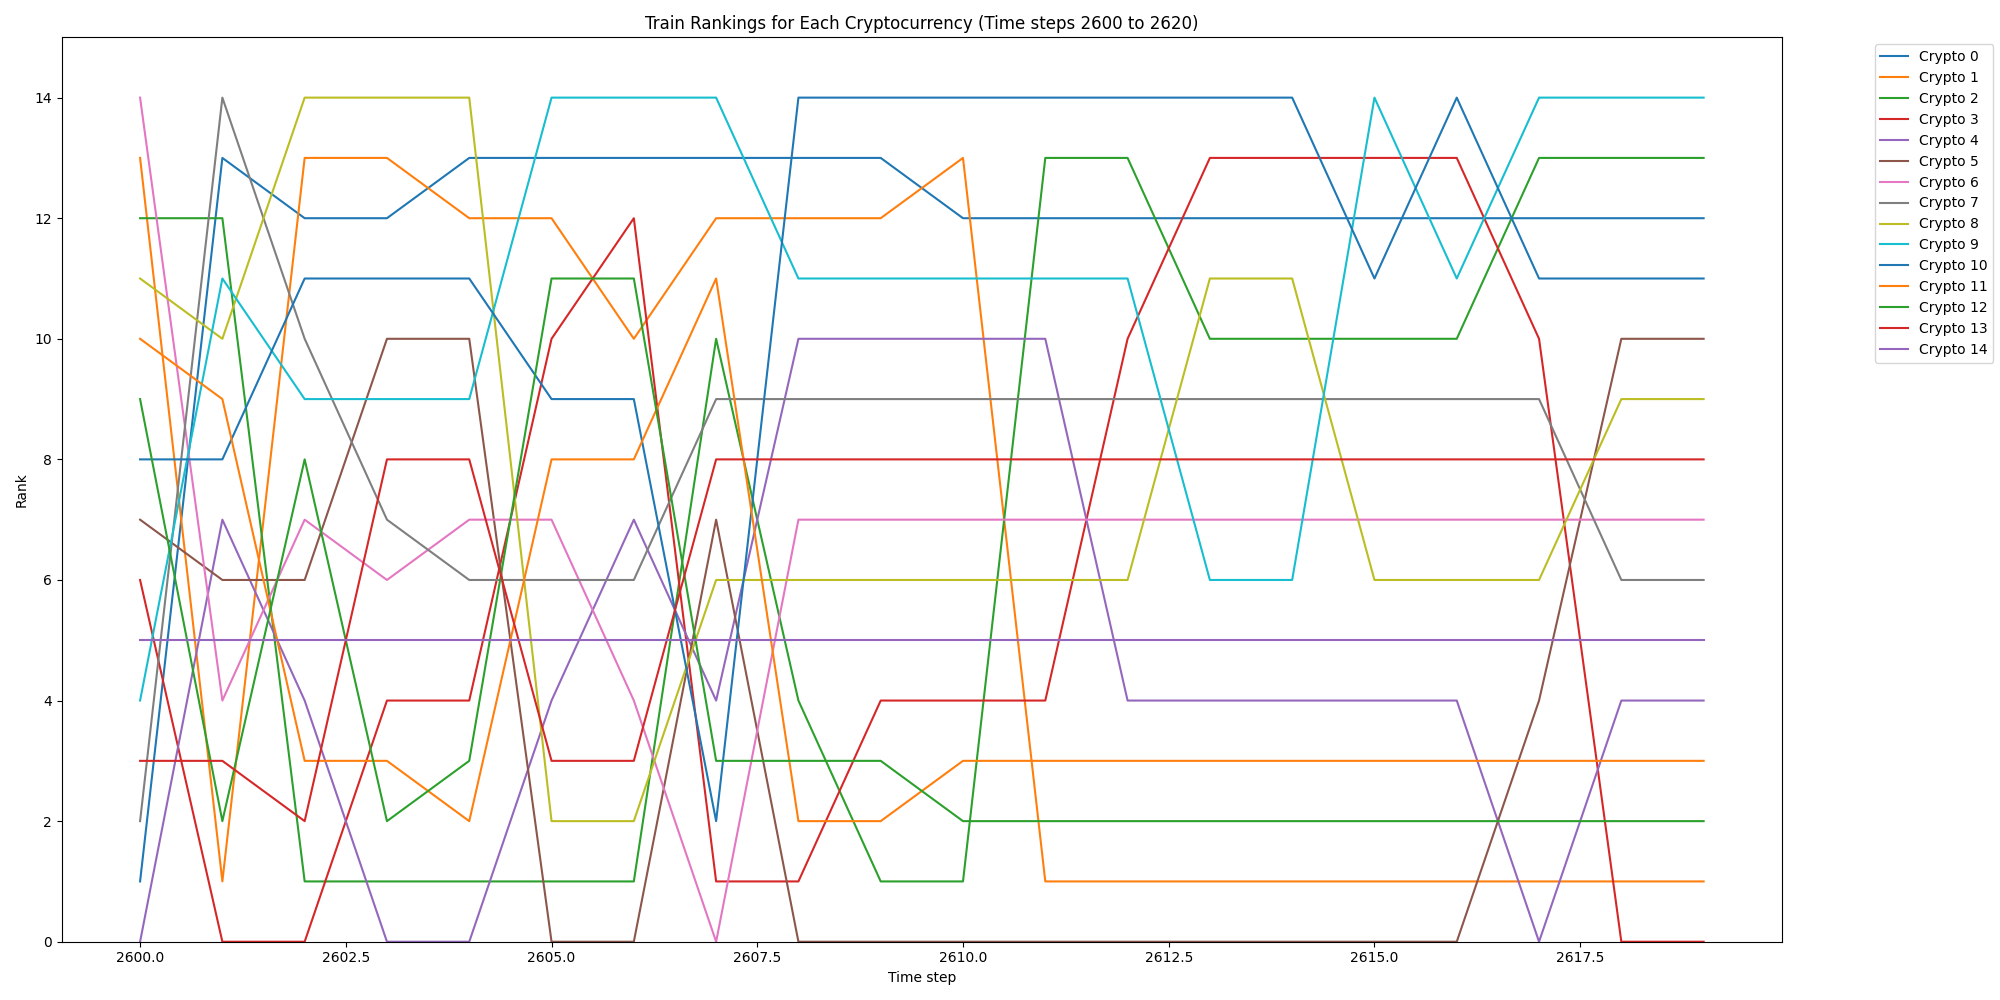 Train Rankings for Each Cryptocurrency (Time steps 2600 to 2620)
Rank
14
12
10
8
6
4
2
0
2600.0 2602.5 2605.0 2607.5 2610.0 2612.5 2615.0 2617.5
Time step
Crypto 0
Crypto 1
Crypto 2
Crypto 3
Crypto 4
Crypto 5
Crypto 6
Crypto 7
Crypto 8
Crypto 9
Crypto 10
Crypto 11
Crypto 12
Crypto 13
Crypto 14